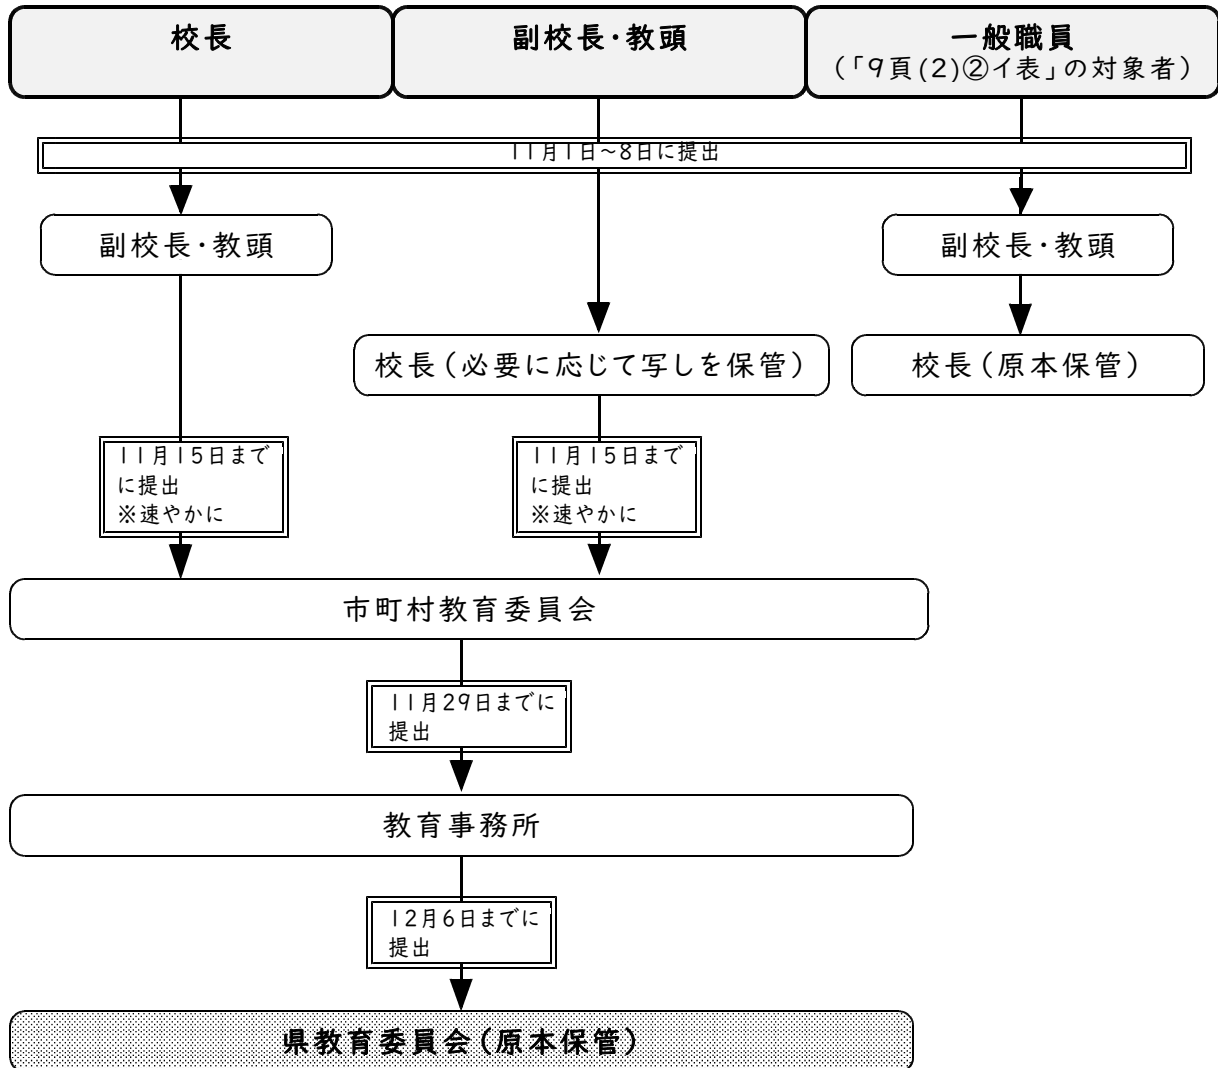 校長
副校長・教頭
一般職員
（「9頁(2)②イ表」の対象者）
11月1日～8日に提出
副校長・教頭
副校長・教頭
校長（必要に応じて写しを保管）
校長（原本保管）
11月15日まで
に提出
※速やかに
11月15日まで
に提出
※速やかに
市町村教育委員会
11月29日までに
提出
教育事務所
12月6日までに
提出
県教育委員会（原本保管）